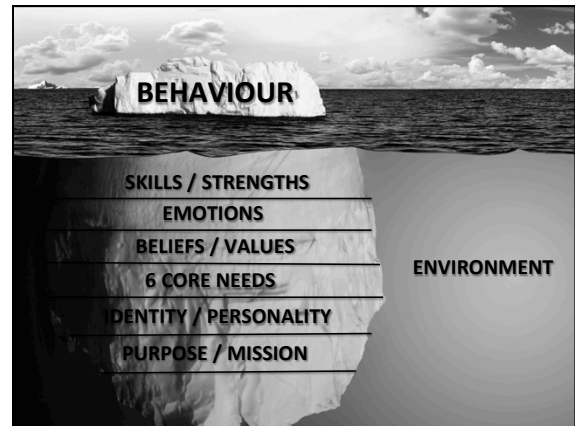 BEHAVIOUR
SKILLS / STRENGTHS
EMOTIONS
BELIEFS / VALUES
6 CORE NEEDS
IDENTITY / PERSONALITY
PURPOSE / MISSION
ENVIRONMENT